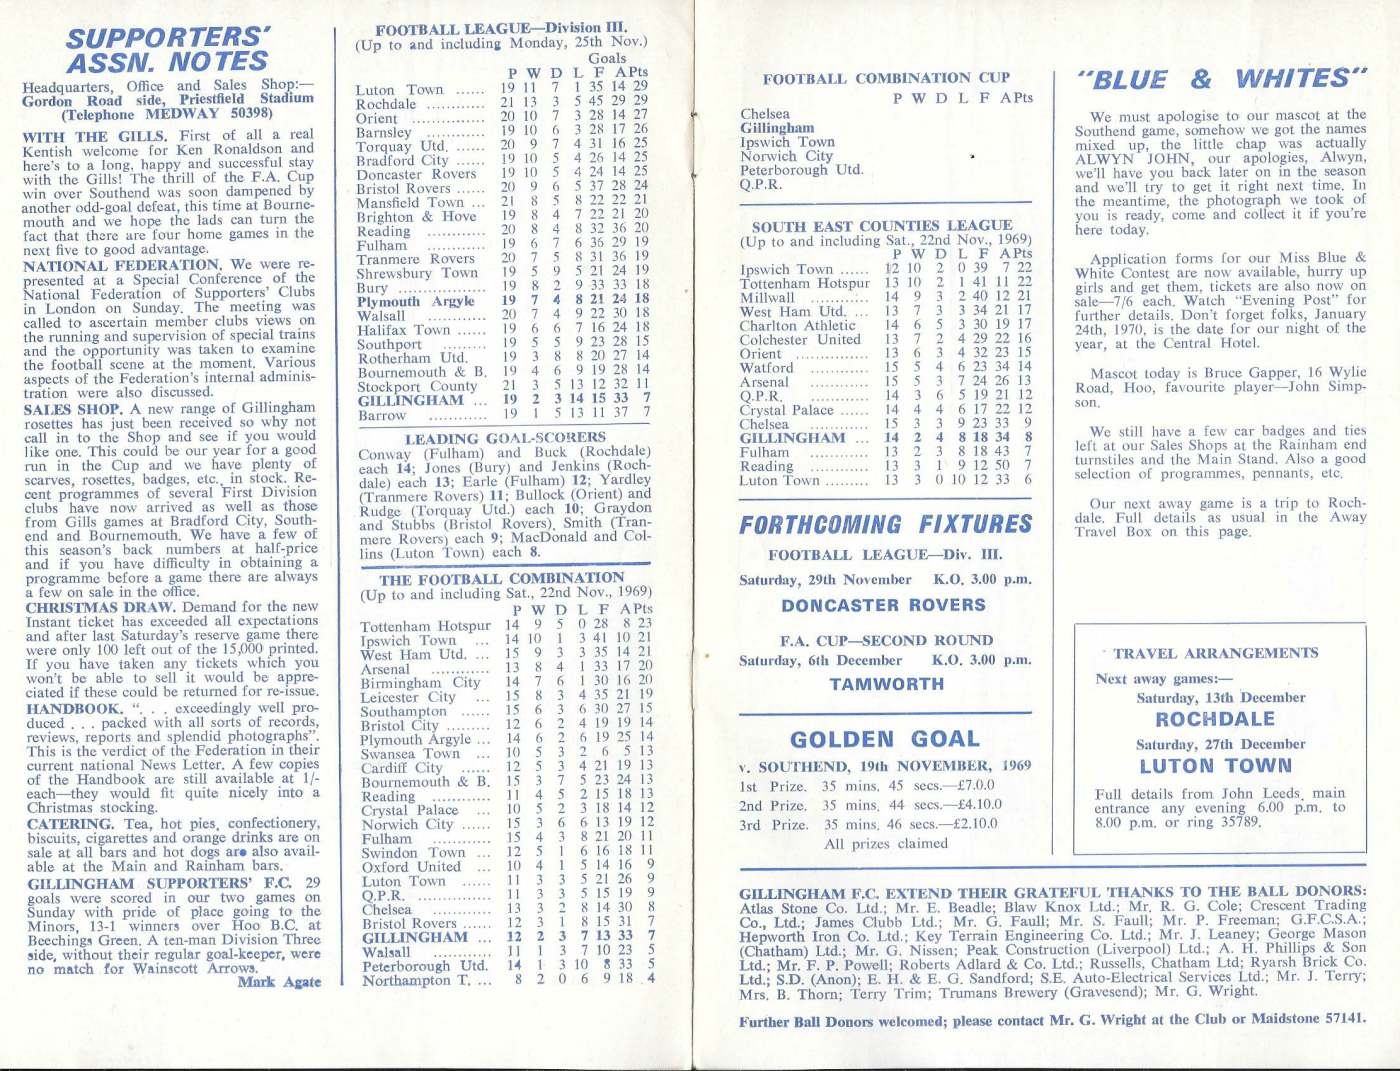 SUPPORTERS'
ASSN. NOTES
Headquarters, Office and Sales Shop:—
Gordon Road side, Priestfield Stadium
(Telephone MEDWAY 50398)
WITH THE GILLS. First of all a real
Kentish welcome for Ken Ronaldson and
here's to a long, happy and successful stay
with the Gills! The thrill of the F.A. Cup
win over Southend was soon dampened by
another odd-goal defeat, this time at Bourne-
mouth and we hope the lads can turn the
fact that there are four home games in the
next five to good advantage.
NATIONAL FEDERATION. We were re-
presented at a Special Conference of the
National Federation of Supporters' Clubs
in London on Sunday. The meeting was
called to ascertain member clubs views on
the running and supervision of special trains
and the opportunity was taken to examine
the football scene at the moment. Various
aspects of the Federation's internal adminis-
tration were also discussed.
SALES SHOP. A new range of Gillingham
rosettes has just been received so why not
call in to the Shop and see if you would
like one. This could be our year for a good
run in the Cup and we have plenty of
scarves, rosettes, badges, etc., in stock. Re-
cent programmes of several First Division
clubs have now arrived as well as those
from Gills games at Bradford City, South-
end and Bournemouth. We have a few of
this season's back numbers at half-price
and if you have difficulty in obtaining a
programme before a game there are always
a few on sale in the office.
CHRISTMAS DRAW. Demand for the new
Instant ticket has exceeded all expectations
and after last Saturday's reserve game there
were only 100 left out of the 15,000 printed.
If you have taken any tickets which you
won't be able to sell it would be appre-
ciated if these could be returned for re-issue.
HANDBOOK. ". . . exceedingly well pro-
duced . . . packed with all sorts of records,
reviews, reports and splendid photographs".
This is the verdict of the Federation in their
current national News Letter. A few copies
of the Handbook are still available at 1/-
each—they would fit quite nicely into a
Christmas stocking.
CATERING. Tea, hot pies, confectionery,
biscuits, cigarettes and orange drinks are on
sale at all bars and hot dogs are also avail-
able at the Main and Rainham bars.
GILLINGHAM SUPPORTERS' F.C. 29
goals were scored in our two games on
Sunday with pride of place going to the
Minors, 13-1 winners over Hoo B.C. at
Beechings Green. A ten-man Division Three
side, without their regular goal-keeper, were
no match for Wainscott Arrows.
Mark Agate
FOOTBALL LEAGUE—Division III.
(Up to and including Monday, 25th Nov.)
Goals
P W D L F A Pts
Luton Town ...... 19 11 7 1 35 14 29
Rochdale ............ 21 13 3 5 45 29 29
Orient ............... 20 10 7 3 28 14 27
Barnsley ............ 19 10 6 3 28 17 26
Torquay Utd. ...... 20 9 7 4 31 16 25
Bradford City ...... 19 10 5 4 26 14 25
Doncaster Rovers 19 10 5 4 24 14 25
Bristol Rovers ...... 20 9 6 5 37 28 24
Mansfield Town ... 21 8 5 8 22 22 21
Brighton & Hove 19 8 4 7 22 21 20
Reading ............ 20 8 4 8 32 36 20
Fulham ............ 19 6 7 6 36 29 19
Tranmere Rovers 20 7 5 8 31 36 19
Shrewsbury Town 19 5 9 5 21 24 19
Bury .................. 19 8 2 9 33 33 18
Plymouth Argyle 19 7 4 8 21 24 18
Walsall ............ 20 7 4 9 22 30 18
Halifax Town ...... 19 6 6 7 16 24 18
Southport ......... 19 5 5 9 23 28 15
Rotherham Utd. 19 3 8 8 20 27 14
Bournemouth & B. 19 4 6 9 19 28 14
Stockport County 21 3 5 13 12 32 11
GILLINGHAM ... 19 2 3 14 15 33 7
Barrow ............ 19 1 5 13 11 37 7
LEADING GOAL-SCORERS
Conway (Fulham) and Buck (Rochdale)
each 14; Jones (Bury) and Jenkins (Roch-
dale) each 13; Earle (Fulham) 12; Yardley
(Tranmere Rovers) 11; Bullock (Orient) and
Rudge (Torquay Utd.) each 10; Graydon
and Stubbs (Bristol Rovers), Smith (Tran-
mere Rovers) each 9; MacDonald and Col-
lins (Luton Town) each 8.
THE FOOTBALL COMBINATION
(Up to and including Sat., 22nd Nov., 1969)
P W D L F A Pts
Tottenham Hotspur 14 9 5 0 28 8 23
Ipswich Town ... 14 10 1 3 41 10 21
West Ham Utd. ... 15 9 3 3 35 14 21
Arsenal ............ 13 8 4 1 33 17 20
Birmingham City 14 7 6 1 30 16 20
Leicester City ... 15 8 3 4 35 21 19
Southampton ...... 15 6 3 6 30 27 15
Bristol City ......... 12 6 2 4 19 19 14
Plymouth Argyle ... 14 6 2 6 19 25 14
Swansea Town ... 10 5 3 2 6 5 13
Cardiff City ...... 12 5 3 4 21 19 13
Bournemouth & B. 15 3 7 5 23 24 13
Reading ............ 11 4 5 2 15 18 13
Crystal Palace ... 10 5 2 3 18 14 12
Norwich City ...... 15 3 6 6 13 19 12
Fulham ............ 15 4 3 8 21 20 11
Swindon Town ... 12 5 1 6 16 18 11
Oxford United ... 10 4 1 5 14 16 9
Luton Town ...... 11 3 3 5 21 26 9
Q.P.R. ............... 11 3 3 5 15 19 9
Chelsea ............ 13 3 2 8 14 30 8
Bristol Rovers ...... 12 3 1 8 15 31 7
GILLINGHAM ... 12 2 3 7 13 33 7
Walsall ............ 11 1 3 7 10 23 5
Peterborough Utd. 14 1 3 10 8 33 5
Northampton T. ... 8 2 0 6 9 18 4
FOOTBALL COMBINATION CUP
P W D L F A Pts
Chelsea
Gillingham
Ipswich Town
Norwich City
Peterborough Utd.
Q.P.R.
SOUTH EAST COUNTIES LEAGUE
(Up to and including Sat., 22nd Nov., 1969)
P W D L F A Pts
Ipswich Town ...... 12 10 2 0 39 7 22
Tottenham Hotspur 13 10 2 1 41 11 22
Millwall ............ 14 9 3 2 40 12 21
West Ham Utd. ... 13 7 3 3 34 21 17
Charlton Athletic 14 6 5 3 30 19 17
Colchester United 13 7 2 4 29 22 16
Orient ............... 13 6 3 4 32 23 15
Watford ............ 15 5 4 6 23 34 14
Arsenal ............ 15 5 3 7 24 26 13
Q.P.R. ............... 14 3 6 5 19 21 12
Crystal Palace ...... 14 4 4 6 17 22 12
Chelsea ............ 15 3 3 9 23 33 9
GILLINGHAM ... 14 2 4 8 18 34 8
Fulham ............ 13 2 3 8 18 43 7
Reading ............ 13 3 1 9 12 50 7
Luton Town ......... 13 3 0 10 12 33 6
FORTHCOMING FIXTURES
FOOTBALL LEAGUE—Div. III.
Saturday, 29th November K.O. 3.00 p.m.
DONCASTER ROVERS
F.A. CUP—SECOND ROUND
Saturday, 6th December K.O. 3.00 p.m.
TAMWORTH
GOLDEN GOAL
v. SOUTHEND, 19th NOVEMBER, 1969
1st Prize. 35 mins. 45 secs.—£7.0.0
2nd Prize. 35 mins. 44 secs.—£4.10.0
3rd Prize. 35 mins. 46 secs.—£2.10.0
All prizes claimed
"BLUE & WHITES"
We must apologise to our mascot at the
Southend game, somehow we got the names
mixed up, the little chap was actually
ALWYN JOHN, our apologies, Alwyn,
we'll have you back later on in the season
and we'll try to get it right next time. In
the meantime, the photograph we took of
you is ready, come and collect it if you're
here today.
Application forms for our Miss Blue &
White Contest are now available, hurry up
girls and get them, tickets are also now on
sale—7/6 each. Watch "Evening Post" for
further details. Don't forget folks, January
24th, 1970, is the date for our night of the
year, at the Central Hotel.
Mascot today is Bruce Gapper, 16 Wylie
Road, Hoo, favourite player—John Simp-
son.
We still have a few car badges and ties
left at our Sales Shops at the Rainham end
turnstiles and the Main Stand. Also a good
selection of programmes, pennants, etc.
Our next away game is a trip to Roch-
dale. Full details as usual in the Away
Travel Box on this page.
TRAVEL ARRANGEMENTS
Next away games:—
Saturday, 13th December
ROCHDALE
Saturday, 27th December
LUTON TOWN
Full details from John Leeds, main
entrance any evening 6.00 p.m. to
8.00 p.m. or ring 35789.
GILLINGHAM F.C. EXTEND THEIR GRATEFUL THANKS TO THE BALL DONORS:
Atlas Stone Co. Ltd.; Mr. E. Beadle; Blaw Knox Ltd.; Mr. R. G. Cole; Crescent Trading
Co., Ltd.; James Clubb Ltd.; Mr. G. Faull; Mr. S. Faull; Mr. P. Freeman; G.F.C.S.A.;
Hepworth Iron Co. Ltd.; Key Terrain Engineering Co. Ltd.; Mr. J. Leaney; George Mason
(Chatham) Ltd.; Mr. G. Nissen; Peak Construction (Liverpool) Ltd.; A. H. Phillips & Son
Ltd.; Mr. F. P. Powell; Roberts Adlard & Co. Ltd.; Russells, Chatham Ltd; Ryarsh Brick Co.
Ltd.; S.D. (Anon); E. H. & E. G. Sandford; S.E. Auto-Electrical Services Ltd.; Mr. J. Terry;
Mrs. B. Thorn; Terry Trim; Trumans Brewery (Gravesend); Mr. G. Wright.
Further Ball Donors welcomed; please contact Mr. G. Wright at the Club or Maidstone 57141.